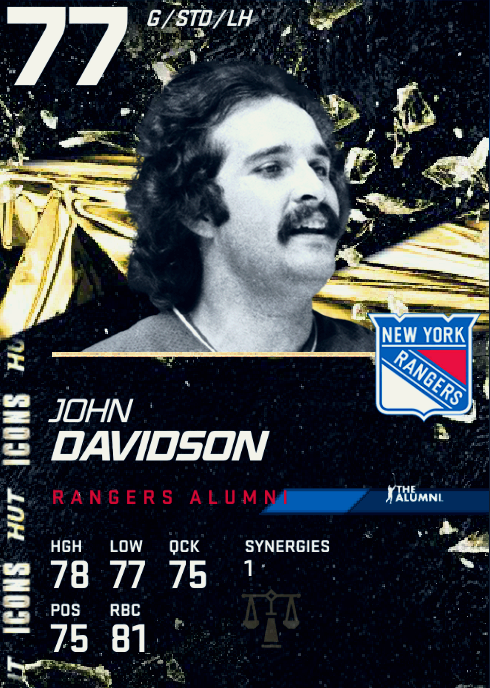 77
G/STD/LH
NEW YORK
RANGERS
HUT ICONS HUT ICONS
JOHN
DAVIDSON
RANGERS ALUMNI
THE
ALUMNI.
HGH LOW QCK SYNERGIES
78 77 75 1
POS RBC
75 81